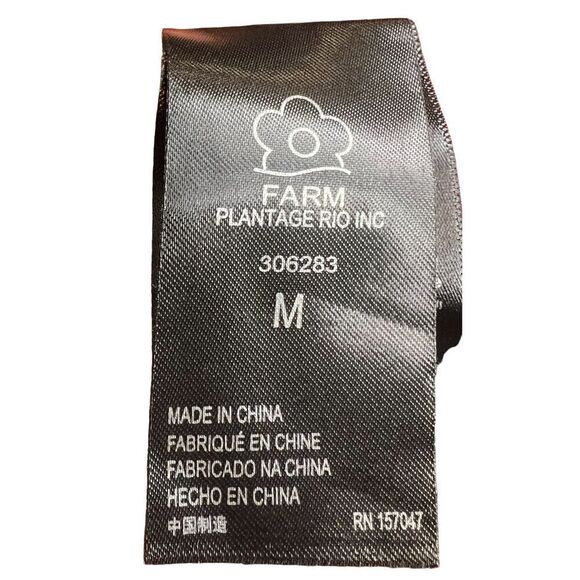 FARM
PLANTAGE RIO INC
306283
M
MADE IN CHINA
FABRIQUÉ EN CHINE
FABRICADO NA CHINA
HECHO EN CHINA
中国制造
RN 157047